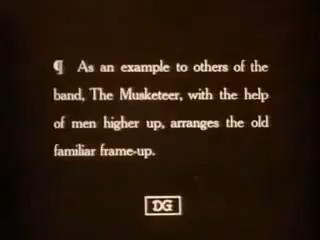 ¶ As an example to others of the
band, The Musketeer, with the help
of men higher up, arranges the old
familiar frame-up.
DG